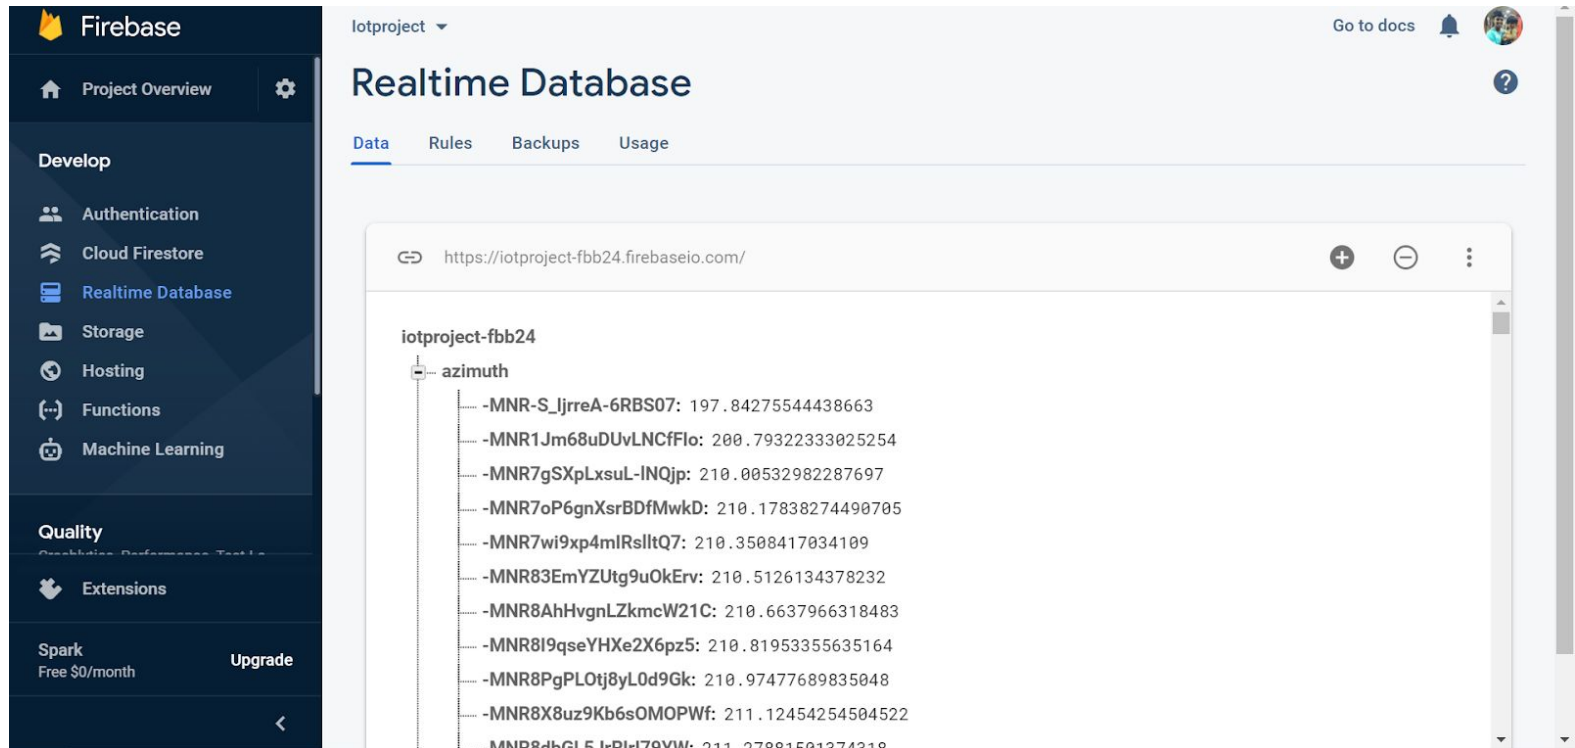 Firebase
Project Overview
Develop
Authentication
Cloud Firestore
Realtime Database
Storage
Hosting
Functions
Machine Learning
Quality
Extensions
Spark
Free $0/month
Upgrade
Iotproject
Go to docs
Realtime Database
Data Rules Backups Usage
https://iotproject-fbb24.firebaseio.com/
iotproject-fbb24
azimuth
-MNR-S_ljrreA-6RBS07: 197.84275544438663
-MNR1Jm68uDUvLNCfFIo: 200.79322333025254
-MNR7gSXpLxsuL-lNQjp: 210.00532982287697
-MNR7oP6gnXsrBDfMwkD: 210.17838274490705
-MNR7wi9xp4mIRslltQ7: 210.3508417034109
-MNR83EmYZUtg9uOkErv: 210.5126134378232
-MNR8AhHvgnLZkmcW21C: 210.6637966318483
-MNR8I9qseYHXe2X6pz5: 210.81953355635164
-MNR8PgPLOtj8yL0d9Gk: 210.97477689835048
-MNR8X8uz9Kb6sOMOPWf: 211.12454254504522